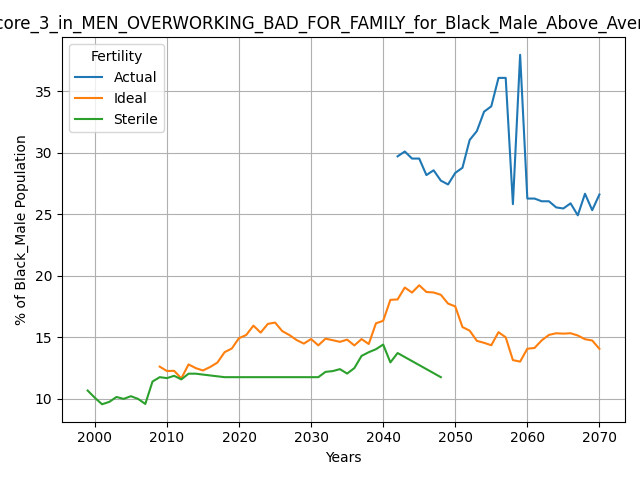 core_3_in_MEN_OVERWORKING_BAD_FOR_FAMILY_for_Black_Male_Above_Aver
Fertility
Actual
Ideal
Sterile
% of Black_Male Population
35
30
25
20
15
10
2000 2010 2020 2030 2040 2050 2060 2070
Years